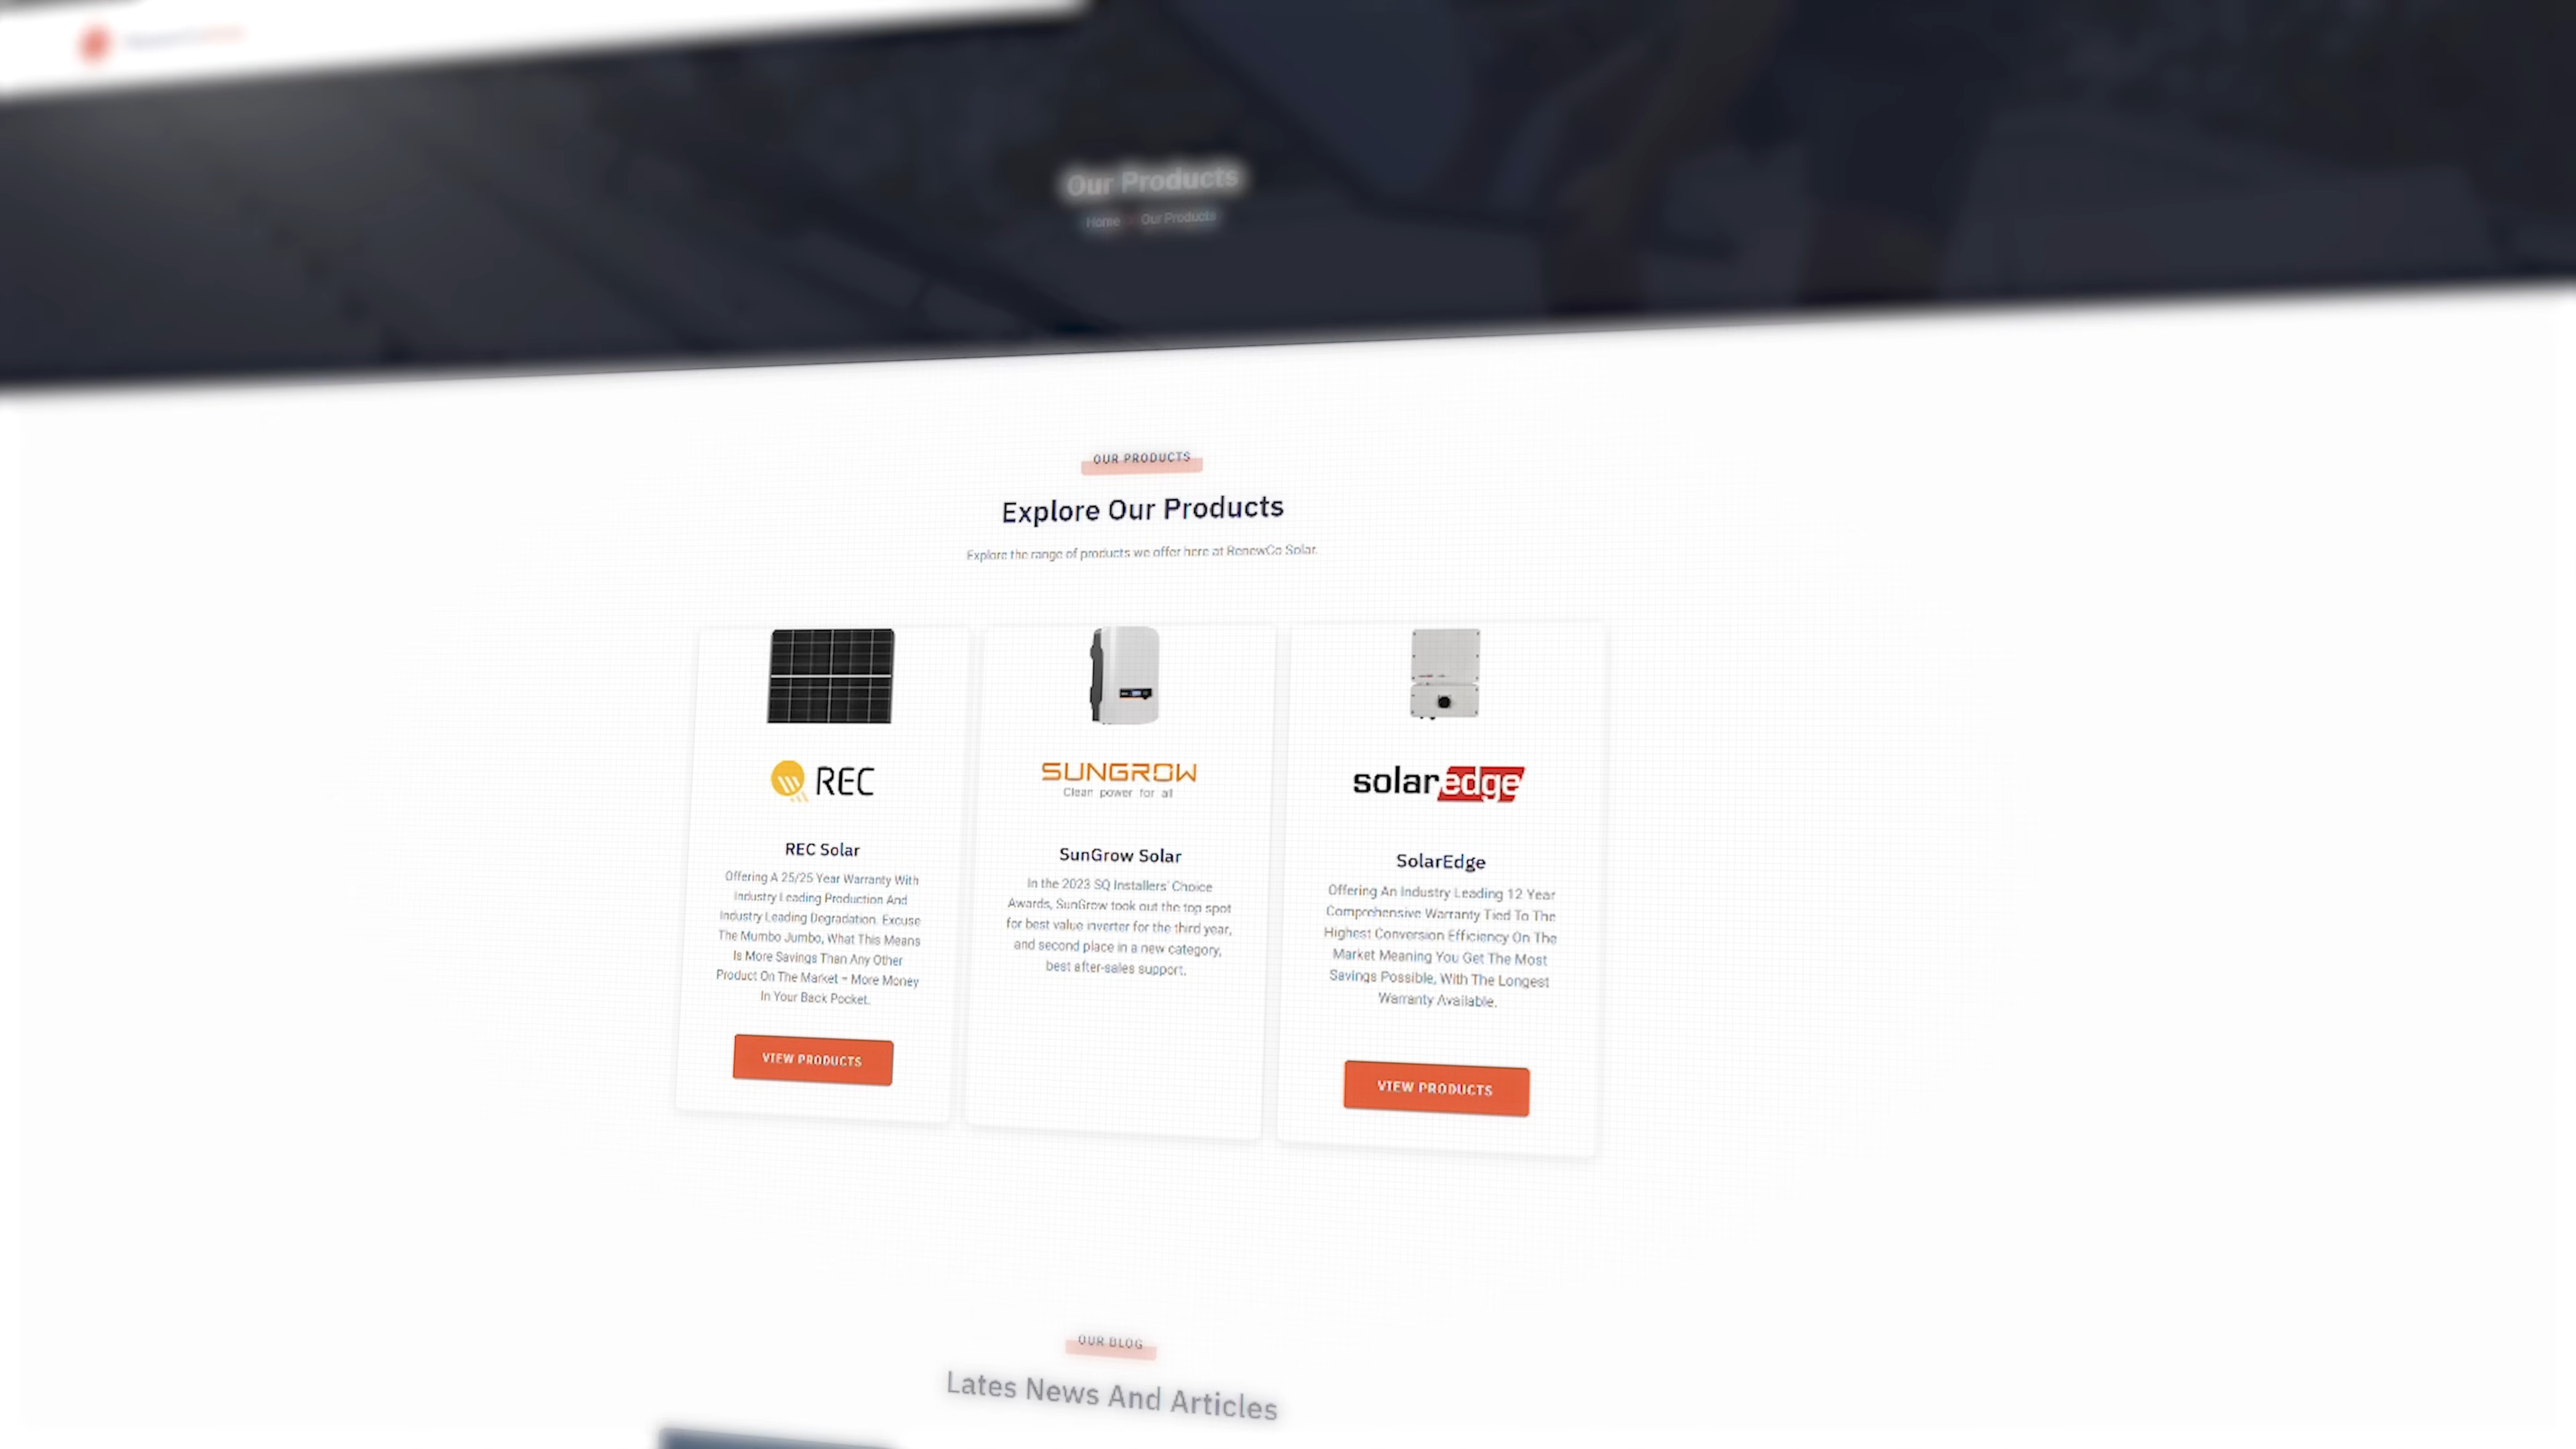 Our Products
Home Our Products
OUR PRODUCTS
Explore Our Products
Explore the range of products we offer here at RenewCo Solar.
REC
REC Solar
Offering A 25/25 Year Warranty With
Industry Leading Production And
Industry Leading Degradation. Excuse
The Mumbo Jumbo, What This Means
Is More Savings Than Any Other
Product On The Market – More Money
In Your Back Pocket.
VIEW PRODUCTS
SUNGROW
Clean power for all
SunGrow Solar
In the 2023 SQ Installers' Choice
Awards, SunGrow took out the top spot
for best value inverter for the third year,
and second place in a new category,
best after-sales support.
solaredge
SolarEdge
Offering An Industry Leading 12 Year
Comprehensive Warranty Tied To The
Highest Conversion Efficiency On The
Market Meaning You Get The Most
Savings Possible, With The Longest
Warranty Available.
VIEW PRODUCTS
OUR BLOG
Lates News And Articles